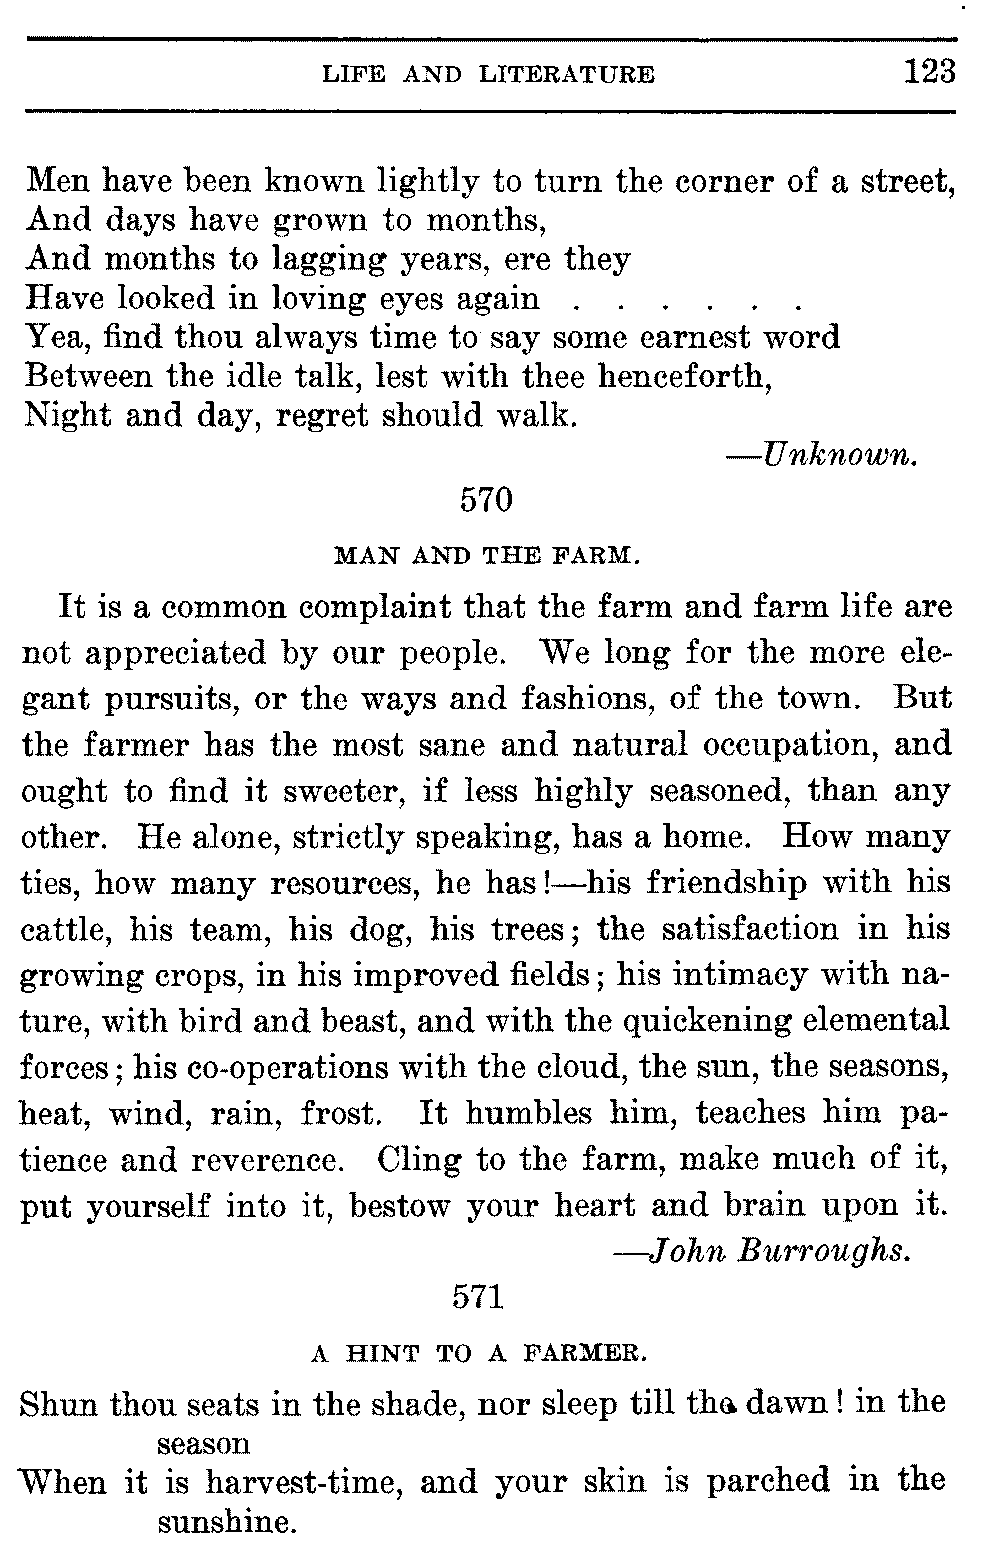 LIFE AND LITERATURE 123
Men have been known lightly to turn the corner of a street,
And days have grown to months,
And months to lagging years, ere they
Have looked in loving eyes again . . . . . .
Yea, find thou always time to say some earnest word
Between the idle talk, lest with thee henceforth,
Night and day, regret should walk.
—Unknown.
570
MAN AND THE FARM.
It is a common complaint that the farm and farm life are
not appreciated by our people. We long for the more ele-
gant pursuits, or the ways and fashions, of the town. But
the farmer has the most sane and natural occupation, and
ought to find it sweeter, if less highly seasoned, than any
other. He alone, strictly speaking, has a home. How many
ties, how many resources, he has!—his friendship with his
cattle, his team, his dog, his trees; the satisfaction in his
growing crops, in his improved fields; his intimacy with na-
ture, with bird and beast, and with the quickening elemental
forces; his co-operations with the cloud, the sun, the seasons,
heat, wind, rain, frost. It humbles him, teaches him pa-
tience and reverence. Cling to the farm, make much of it,
put yourself into it, bestow your heart and brain upon it.
—John Burroughs.
571
A HINT TO A FARMER.
Shun thou seats in the shade, nor sleep till the dawn! in the
season
When it is harvest-time, and your skin is parched in the
sunshine.